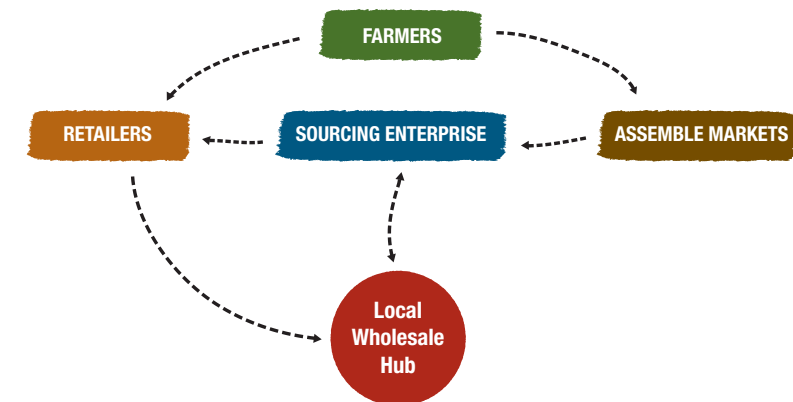 FARMERS
RETAILERS
SOURCING ENTERPRISE
ASSEMBLE MARKETS
Local
Wholesale
Hub